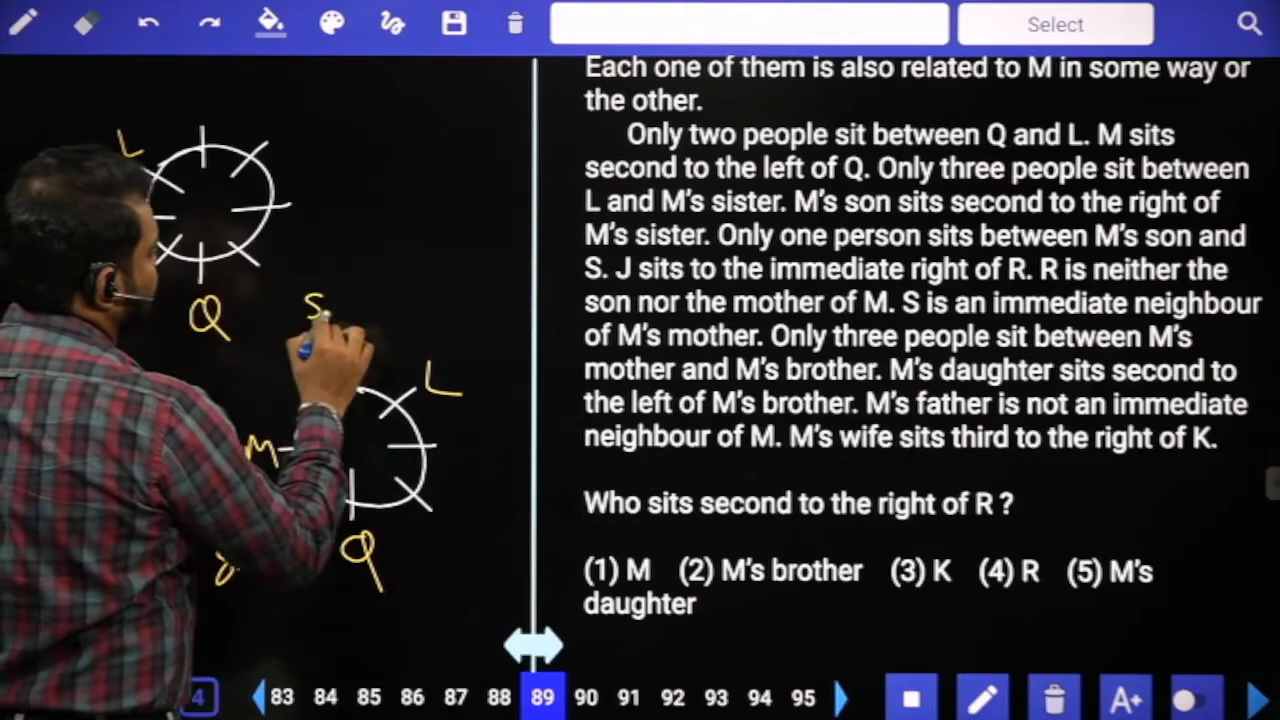 Select
Each one of them is also related to M in some way or
the other.
Only two people sit between Q and L. M sits
second to the left of Q. Only three people sit between
L and M's sister. M's son sits second to the right of
M's sister. Only one person sits between M's son and
S. J sits to the immediate right of R. R is neither the
son nor the mother of M. S is an immediate neighbour
of M's mother. Only three people sit between M's
mother and M's brother. M's daughter sits second to
the left of M's brother. M's father is not an immediate
neighbour of M. M's wife sits third to the right of K.
Who sits second to the right of R ?
(1) M (2) M's brother (3) K (4) R (5) M's
daughter
L
Q
S
L
M
Q
4 83 84 85 86 87 88 89 90 91 92 93 94 95
A+